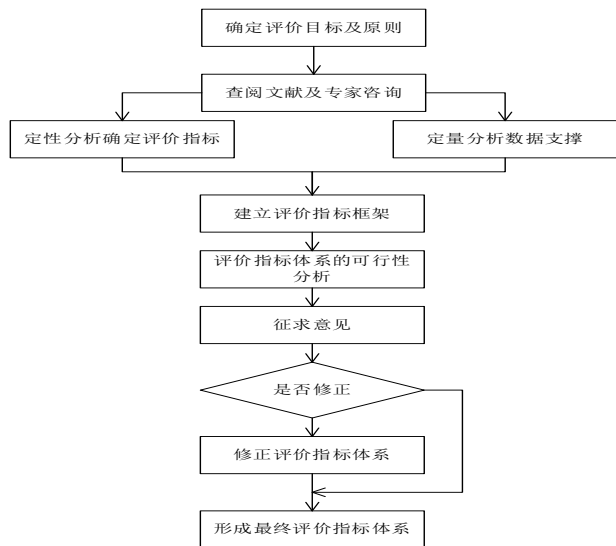 确定评价目标及原则
查阅文献及专家咨询
定性分析确定评价指标
定量分析数据支撑
建立评价指标框架
评价指标体系的可行性
分析
征求意见
是否修正
修正评价指标体系
形成最终评价指标体系